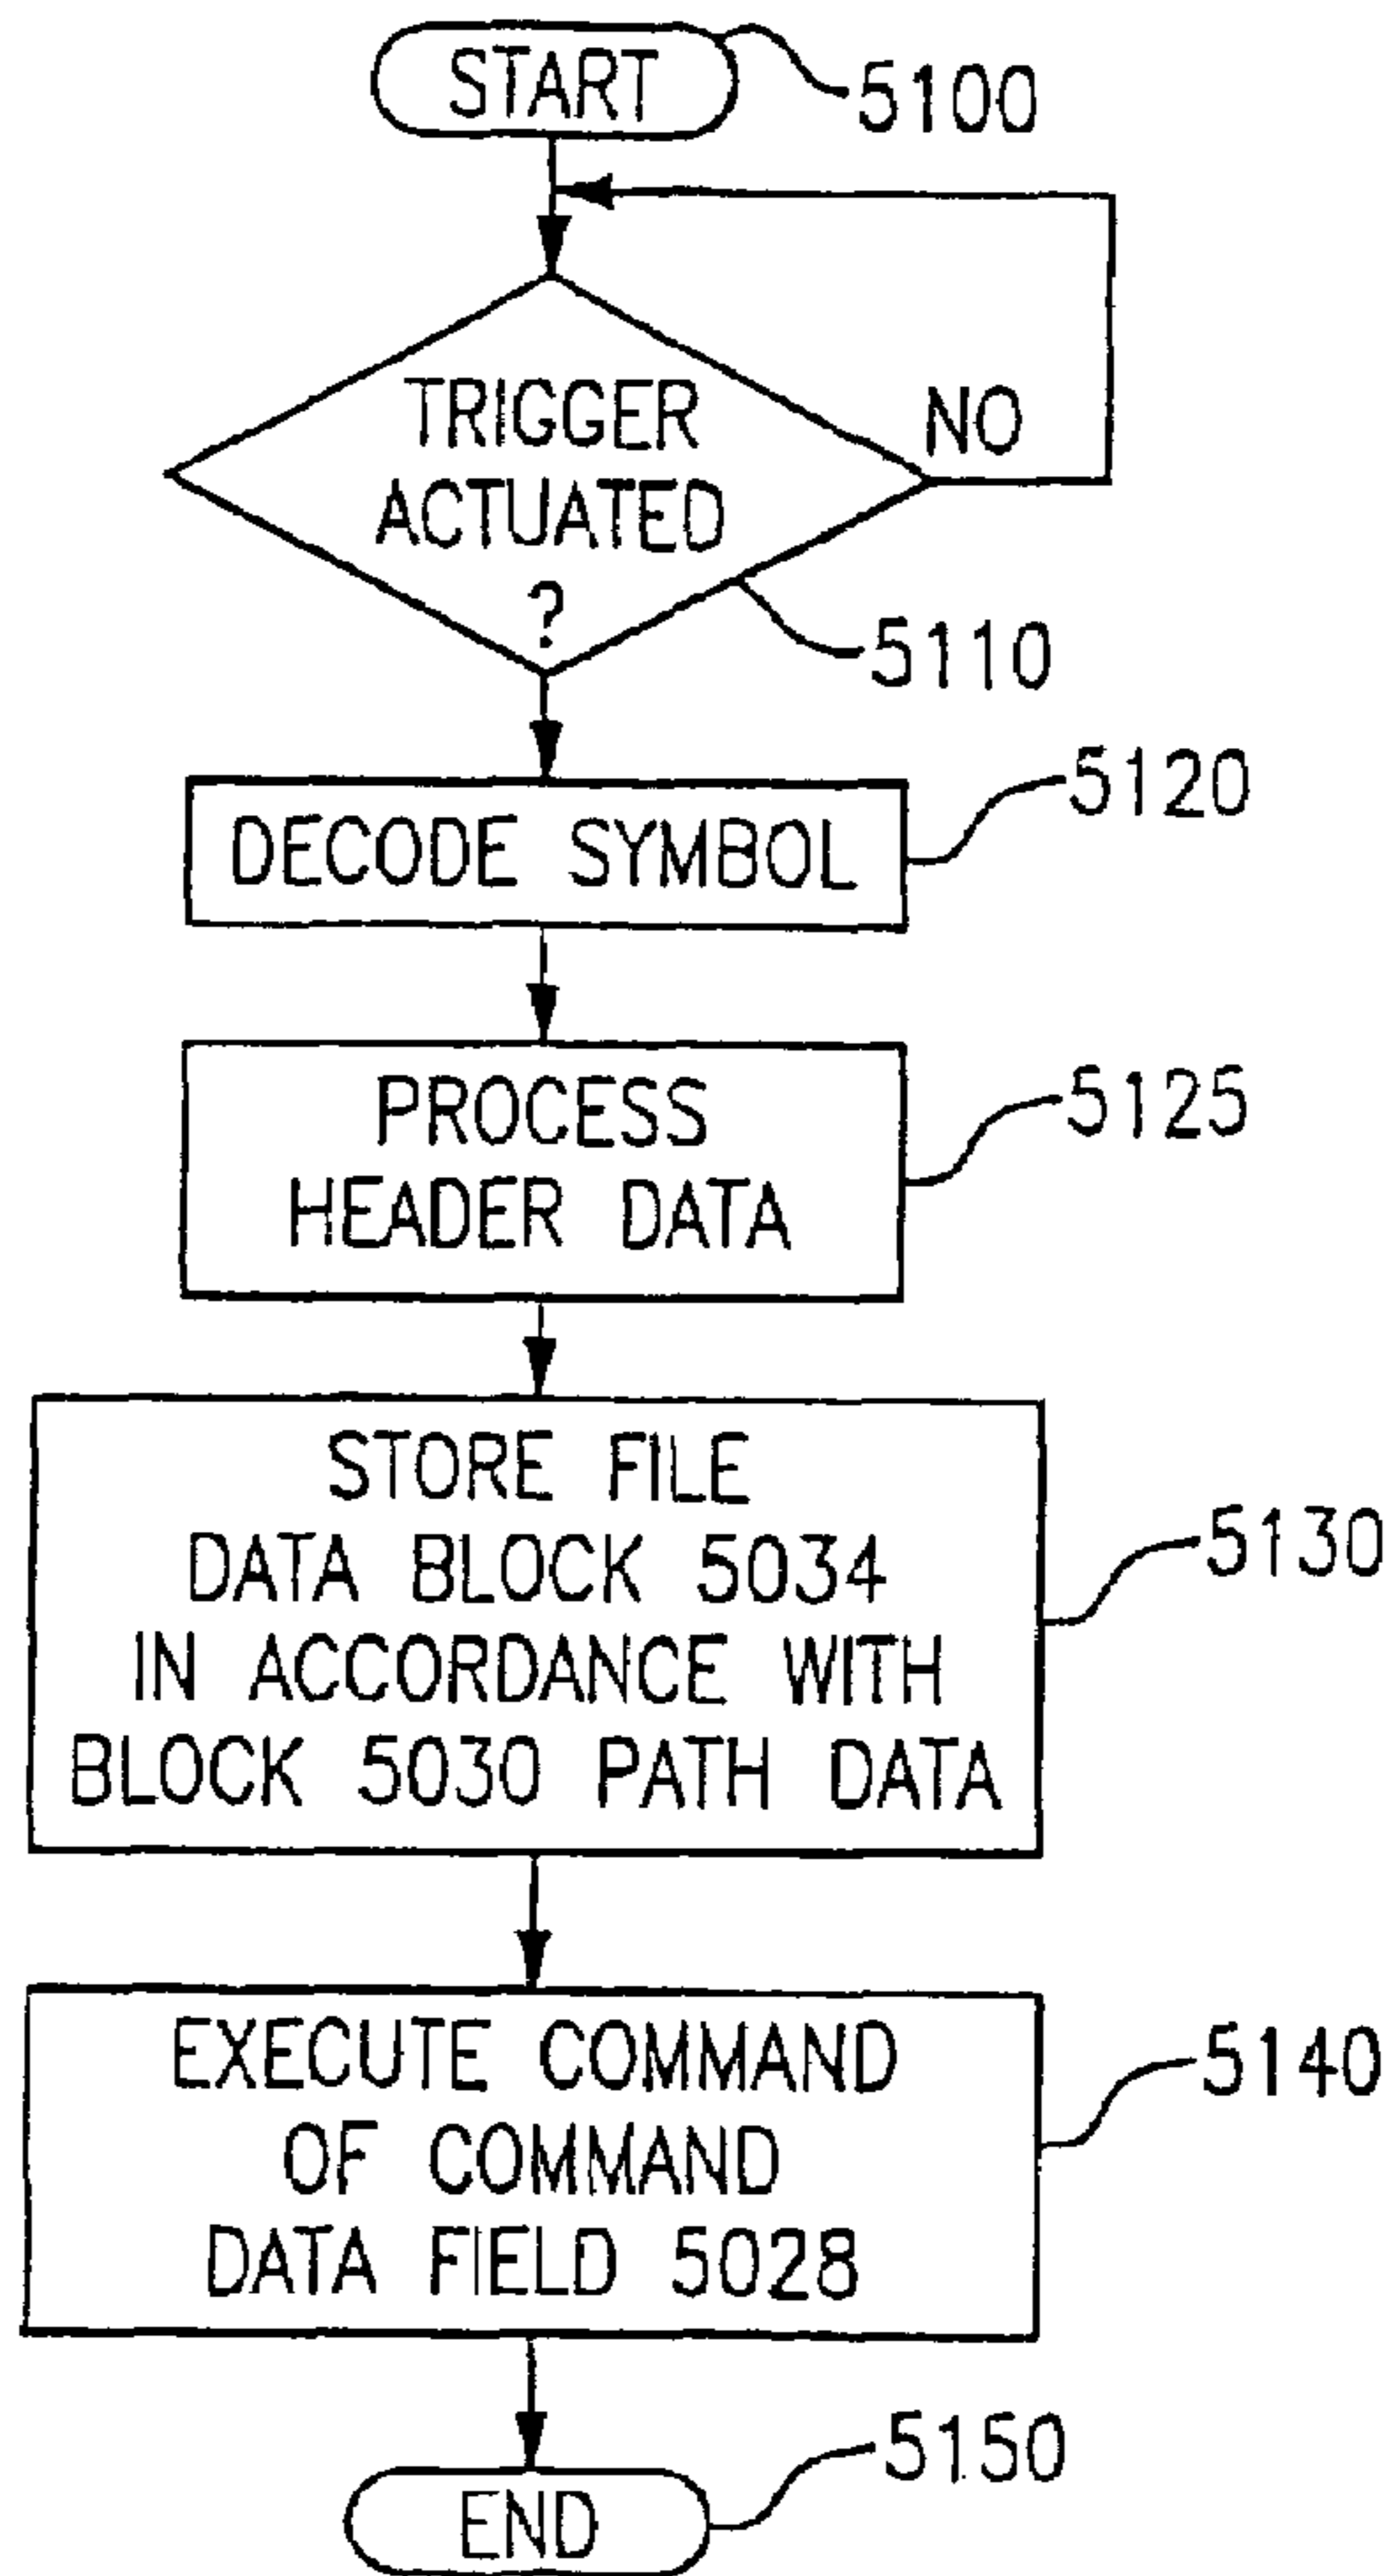 START
5100
TRIGGER
ACTUATED
?
NO
5110
DECODE SYMBOL
5120
PROCESS
HEADER DATA
5125
STORE FILE
DATA BLOCK 5034
IN ACCORDANCE WITH
BLOCK 5030 PATH DATA
5130
EXECUTE COMMAND
OF COMMAND
DATA FIELD 5028
5140
END
5150